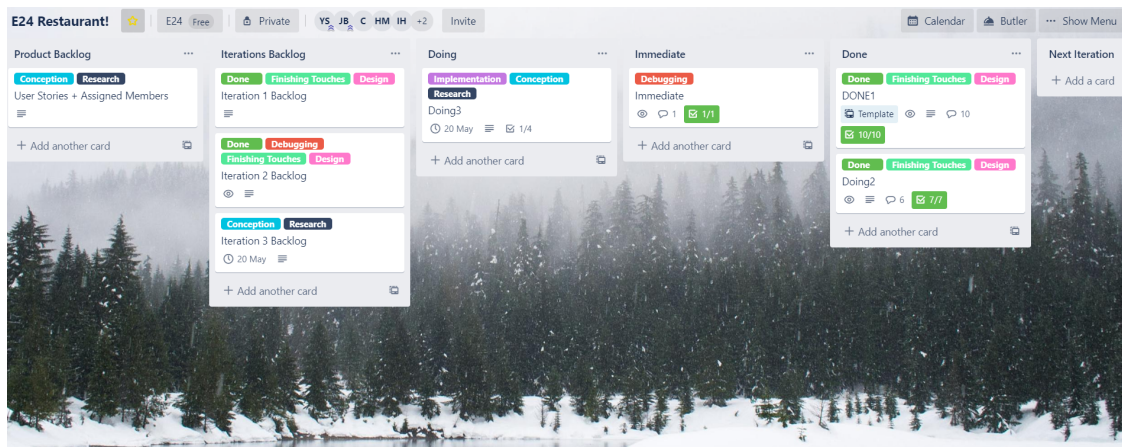 E24 Restaurant! E24 Free Private YS JB C HM IH +2 Invite Calendar Butler ... Show Menu
Product Backlog ...
Conception Research
User Stories + Assigned Members
+ Add another card
Iterations Backlog ...
Done Finishing Touches Design
Iteration 1 Backlog
Done Debugging
Finishing Touches Design
Iteration 2 Backlog
Conception Research
Iteration 3 Backlog
20 May
+ Add another card
Doing ...
Implementation Conception
Research
Doing3
20 May 1/4
+ Add another card
Immediate ...
Debugging
Immediate
1 1/1
+ Add another card
Done ...
Done Finishing Touches Design
DONE1
Template 10
10/10
Done Finishing Touches Design
Doing2
6 7/7
+ Add another card
Next Iteration
+ Add a card